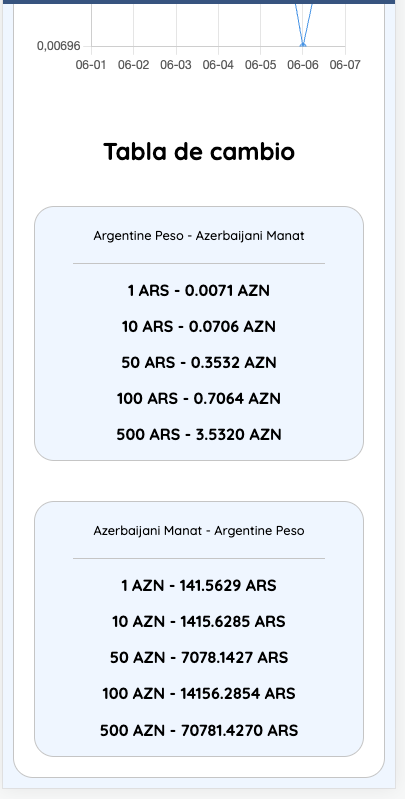 0,00696
06-01 06-02 06-03 06-04 06-05 06-06 06-07
Tabla de cambio
Argentine Peso - Azerbaijani Manat
1 ARS - 0.0071 AZN
10 ARS - 0.0706 AZN
50 ARS - 0.3532 AZN
100 ARS - 0.7064 AZN
500 ARS - 3.5320 AZN
Azerbaijani Manat - Argentine Peso
1 AZN - 141.5629 ARS
10 AZN - 1415.6285 ARS
50 AZN - 7078.1427 ARS
100 AZN - 14156.2854 ARS
500 AZN - 70781.4270 ARS